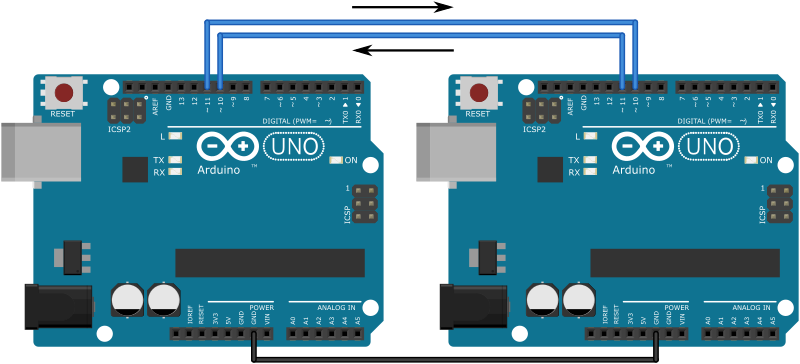 RESET
ICSP2
AREF
GND
13
12
~11
~10
~9
8
7
~6
~5
4
~3
2
TX0▶1
RX0◀0
DIGITAL (PWM= ~)
L
TX
RX
UNO
Arduino
TM
ON
1
ICSP
IOREF
RESET
3V3
5V
GND
GND
VIN
POWER
ANALOG IN
A0
A1
A2
A3
A4
A5
RESET
ICSP2
AREF
GND
13
12
~11
~10
~9
8
7
~6
~5
4
~3
2
TX0▶1
RX0◀0
DIGITAL (PWM= ~)
L
TX
RX
UNO
Arduino
TM
ON
1
ICSP
IOREF
RESET
3V3
5V
GND
GND
VIN
POWER
ANALOG IN
A0
A1
A2
A3
A4
A5